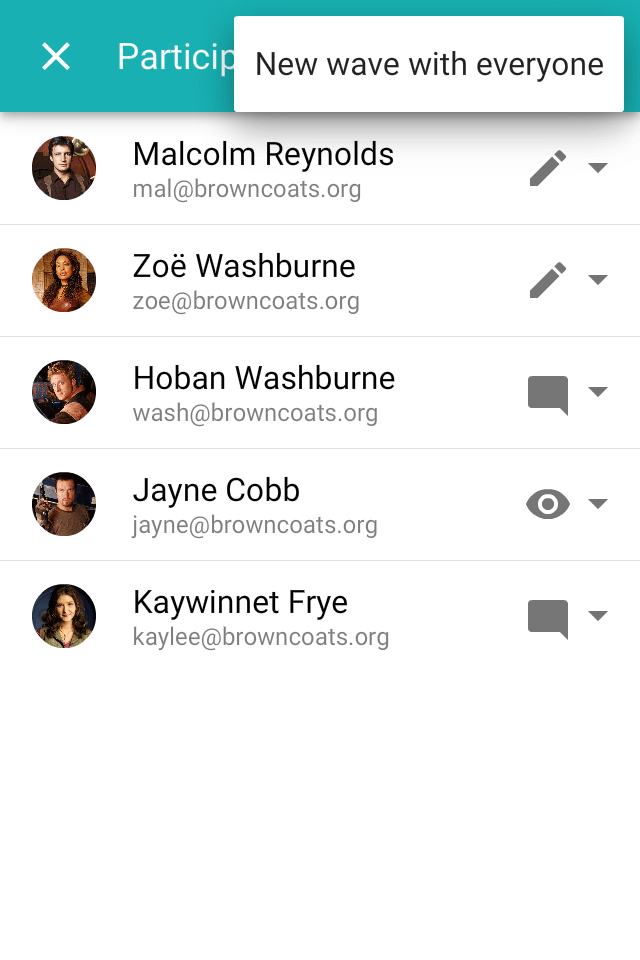 Particip
New wave with everyone
Malcolm Reynolds
mal@browncoats.org
Zoë Washburne
zoe@browncoats.org
Hoban Washburne
wash@browncoats.org
Jayne Cobb
jayne@browncoats.org
Kaywinnet Frye
kaylee@browncoats.org